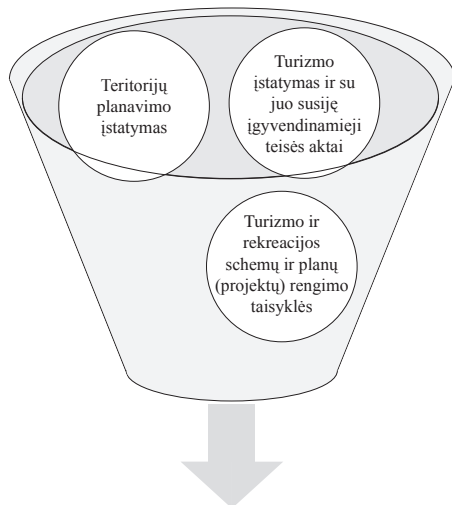 Teritorijų
planavimo
įstatymas
Turizmo
įstatymas ir su
juo susiję
įgyvendinamieji
teisės aktai
Turizmo ir
rekreacijos
schemų ir planų
(projektų) rengimo
taisyklės